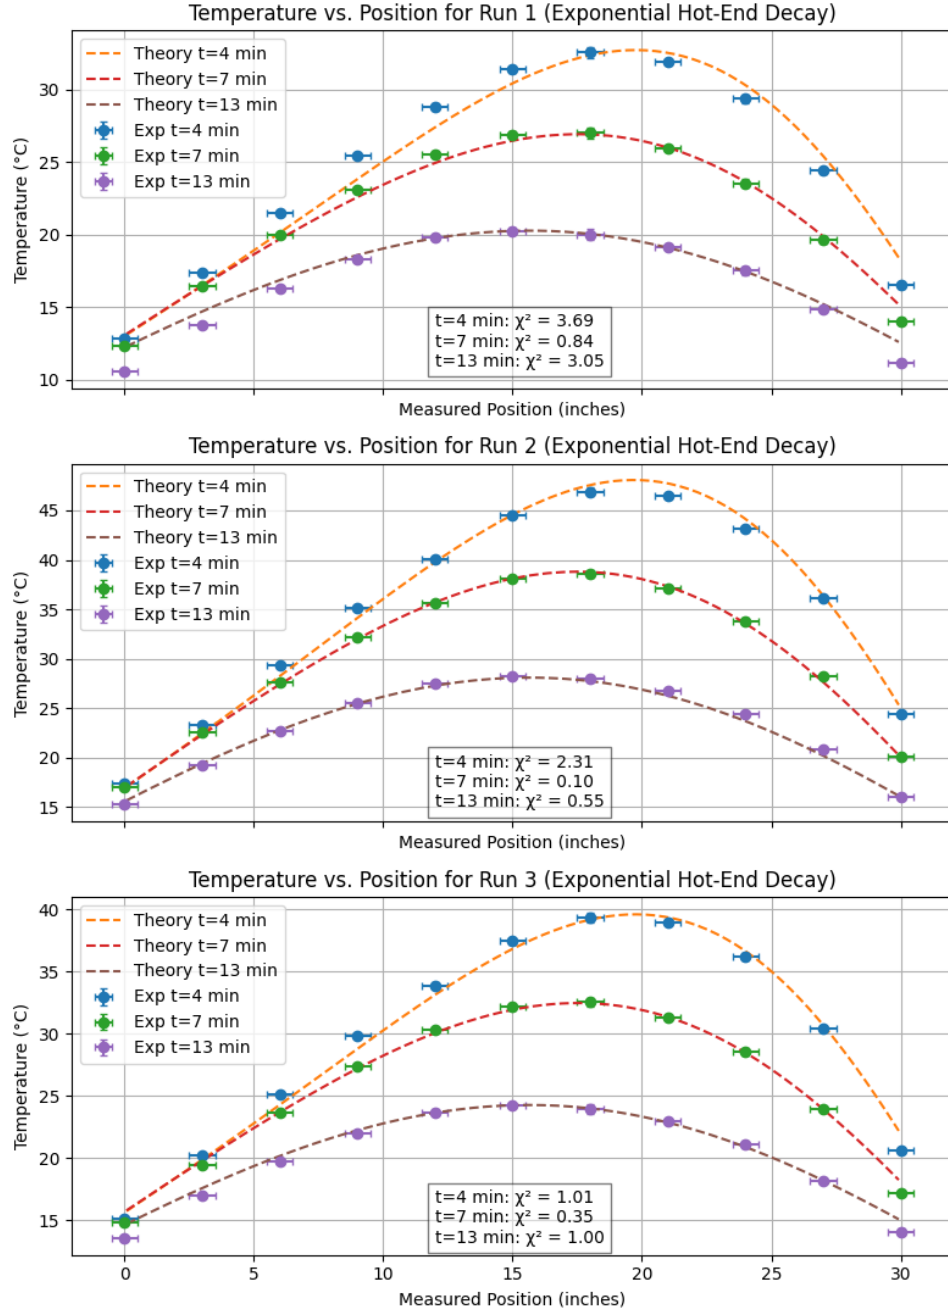 Temperature vs. Position for Run 1 (Exponential Hot-End Decay)
Theory t=4 min
Theory t=7 min
Theory t=13 min
Exp t=4 min
Exp t=7 min
Exp t=13 min
30
25
20
15
10
Temperature (°C)
t=4 min: χ² = 3.69
t=7 min: χ² = 0.84
t=13 min: χ² = 3.05
Measured Position (inches)
Temperature vs. Position for Run 2 (Exponential Hot-End Decay)
Theory t=4 min
Theory t=7 min
Theory t=13 min
Exp t=4 min
Exp t=7 min
Exp t=13 min
45
40
35
30
25
20
15
Temperature (°C)
t=4 min: χ² = 2.31
t=7 min: χ² = 0.10
t=13 min: χ² = 0.55
Measured Position (inches)
Temperature vs. Position for Run 3 (Exponential Hot-End Decay)
Theory t=4 min
Theory t=7 min
Theory t=13 min
Exp t=4 min
Exp t=7 min
Exp t=13 min
40
35
30
25
20
15
Temperature (°C)
t=4 min: χ² = 1.01
t=7 min: χ² = 0.35
t=13 min: χ² = 1.00
0 5 10 15 20 25 30
Measured Position (inches)